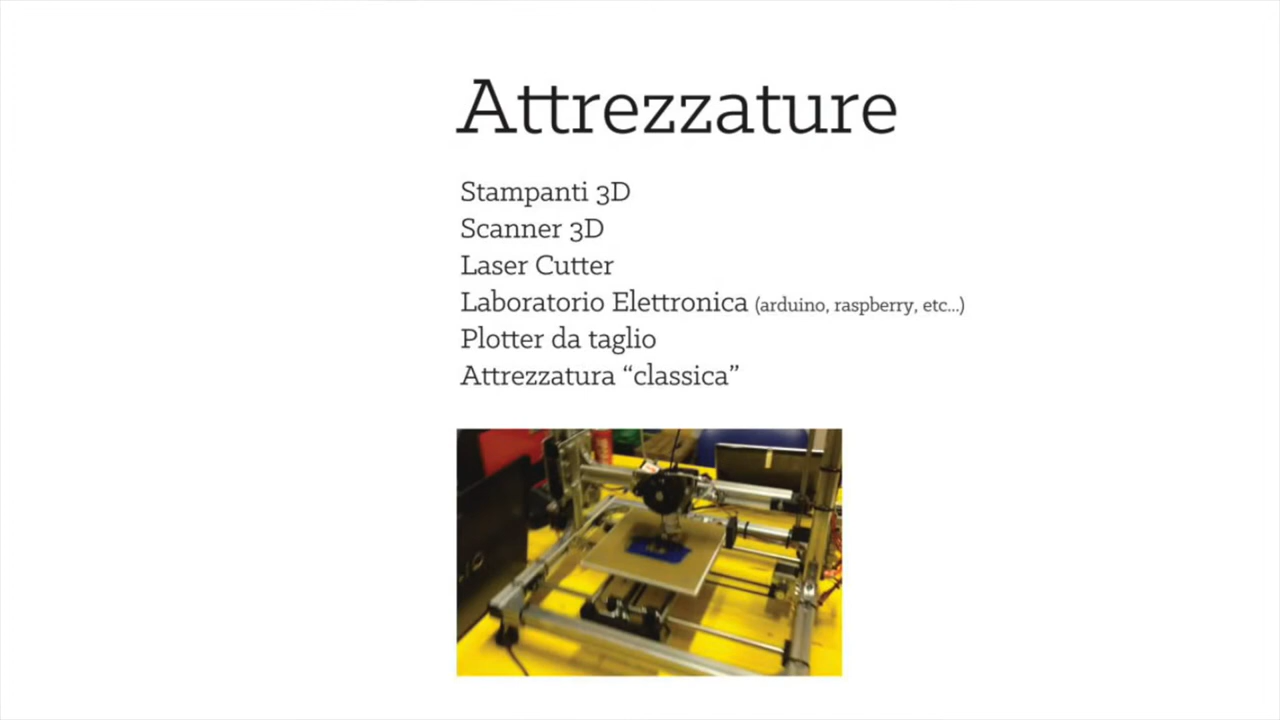 Attrezzature
Stampanti 3D
Scanner 3D
Laser Cutter
Laboratorio Elettronica (arduino, raspberry, etc...)
Plotter da taglio
Attrezzatura “classica”